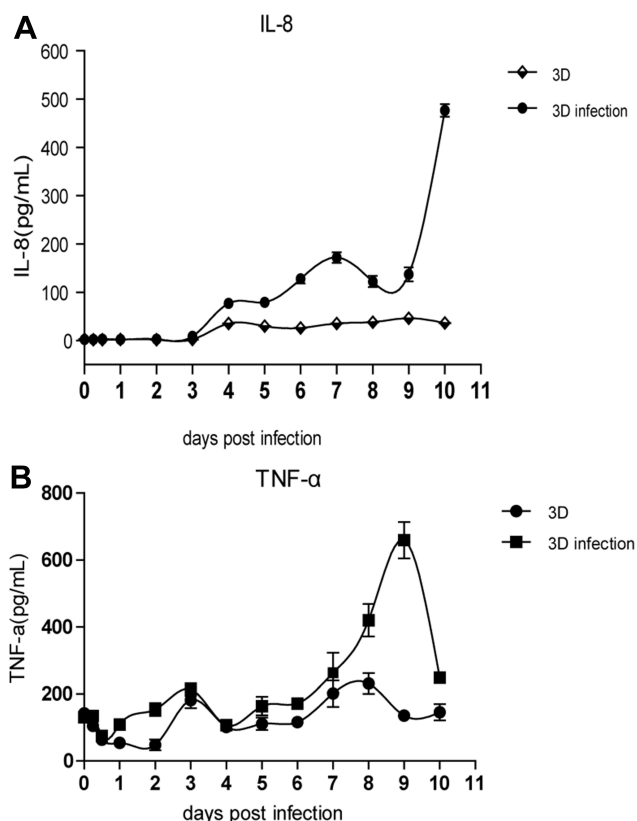 A
IL-8
600
500
400
300
200
100
0
IL-8(pg/mL)
3D
3D infection
0 1 2 3 4 5 6 7 8 9 10 11
days post infection
B
TNF-α
800
600
400
200
0
TNF-a(pg/mL)
3D
3D infection
0 1 2 3 4 5 6 7 8 9 10 11
days post infection